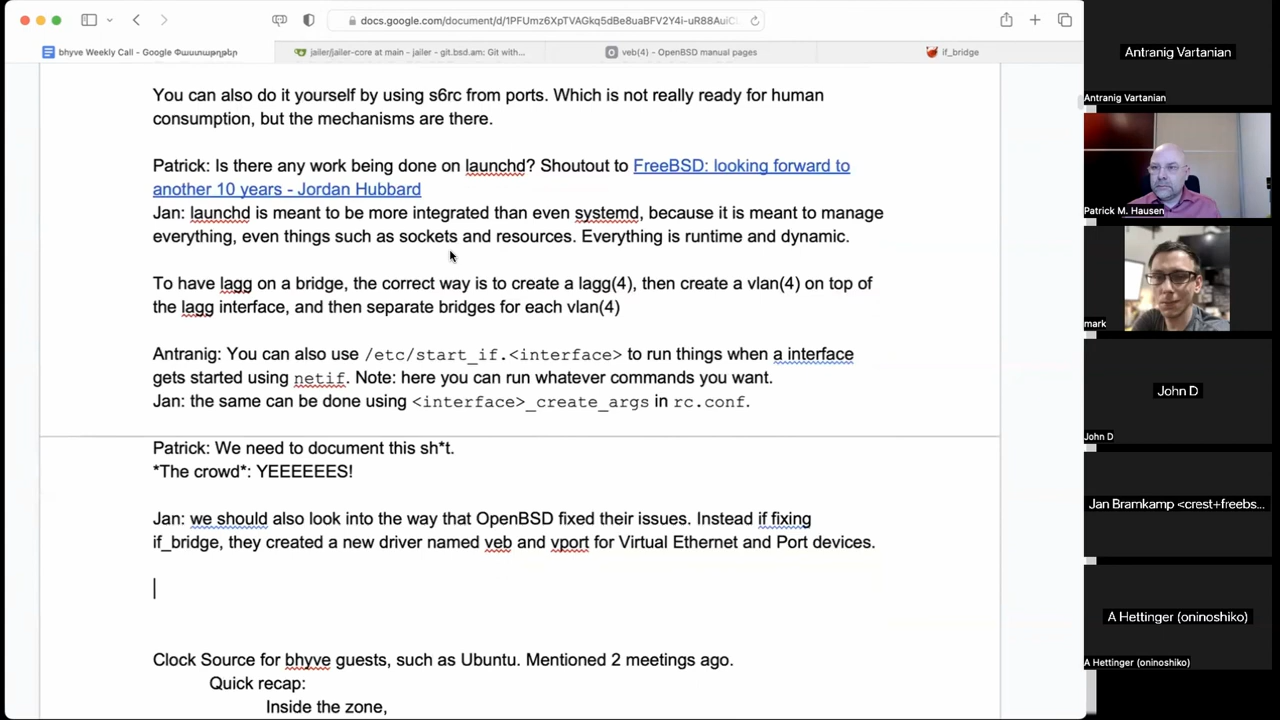 docs.google.com/document/d/1PFUmz6XpTVAGkq5dBe8uaBFV2Y4i-uR88AuiC
bhyve Weekly Call - Google Փաստաթղթեր
jailer/jailer-core at main - jailer - git.bsd.am: Git with...
veb(4) - OpenBSD manual pages
if_bridge
You can also do it yourself by using s6rc from ports. Which is not really ready for human
consumption, but the mechanisms are there.
Patrick: Is there any work being done on launchd? Shoutout to FreeBSD: looking forward to
another 10 years - Jordan Hubbard
Jan: launchd is meant to be more integrated than even systemd, because it is meant to manage
everything, even things such as sockets and resources. Everything is runtime and dynamic.
To have lagg on a bridge, the correct way is to create a lagg(4), then create a vlan(4) on top of
the lagg interface, and then separate bridges for each vlan(4)
Antranig: You can also use /etc/start_if.<interface> to run things when a interface
gets started using netif. Note: here you can run whatever commands you want.
Jan: the same can be done using <interface>_create_args in rc.conf.
Patrick: We need to document this sh*t.
*The crowd*: YEEEEEES!
Jan: we should also look into the way that OpenBSD fixed their issues. Instead if fixing
if_bridge, they created a new driver named veb and vport for Virtual Ethernet and Port devices.
Clock Source for bhyve guests, such as Ubuntu. Mentioned 2 meetings ago.
Quick recap:
Inside the zone,
Antranig Vartanian
Antranig Vartanian
Patrick M. Hausen
mark
John D
John D
Jan Bramkamp <crest+freebs...
A Hettinger (oninoshiko)
A Hettinger (oninoshiko)